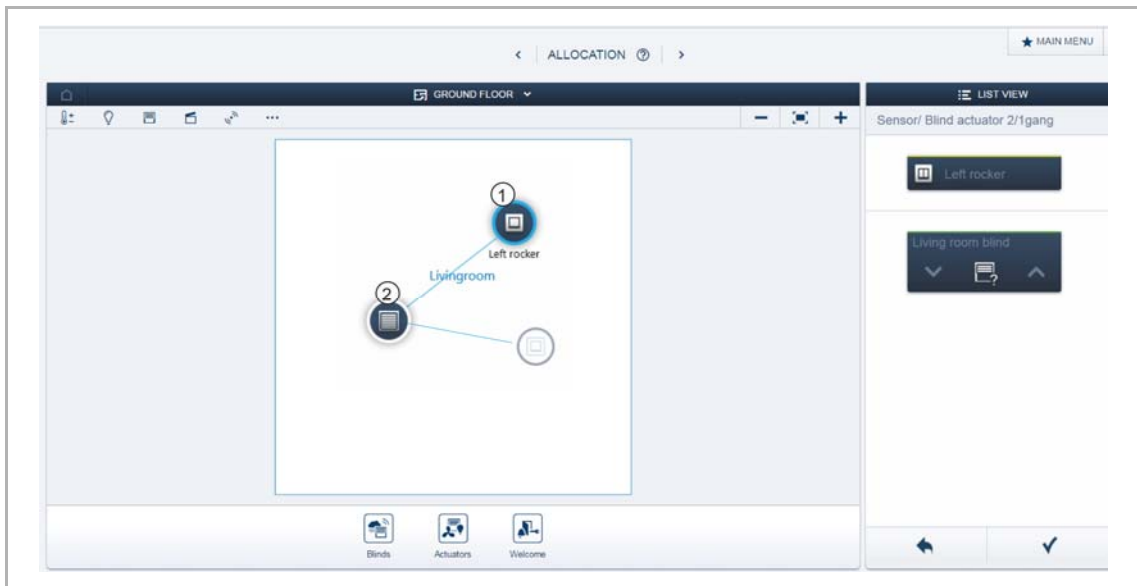 ★ MAIN MENU
< ALLOCATION ? >
GROUND FLOOR
LIST VIEW
Sensor/ Blind actuator 2/1gang
1
Left rocker
Left rocker
Livingroom
Living room blind
?
2
Blinds
Actuators
Welcome